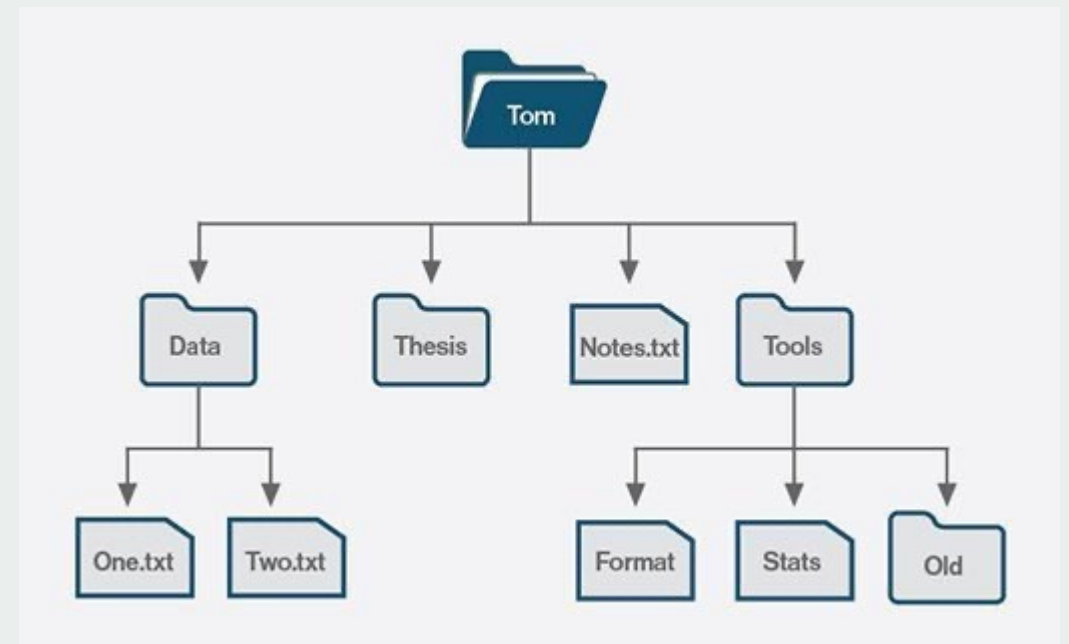 Tom
Data
Thesis
Notes.txt
Tools
One.txt
Two.txt
Format
Stats
Old